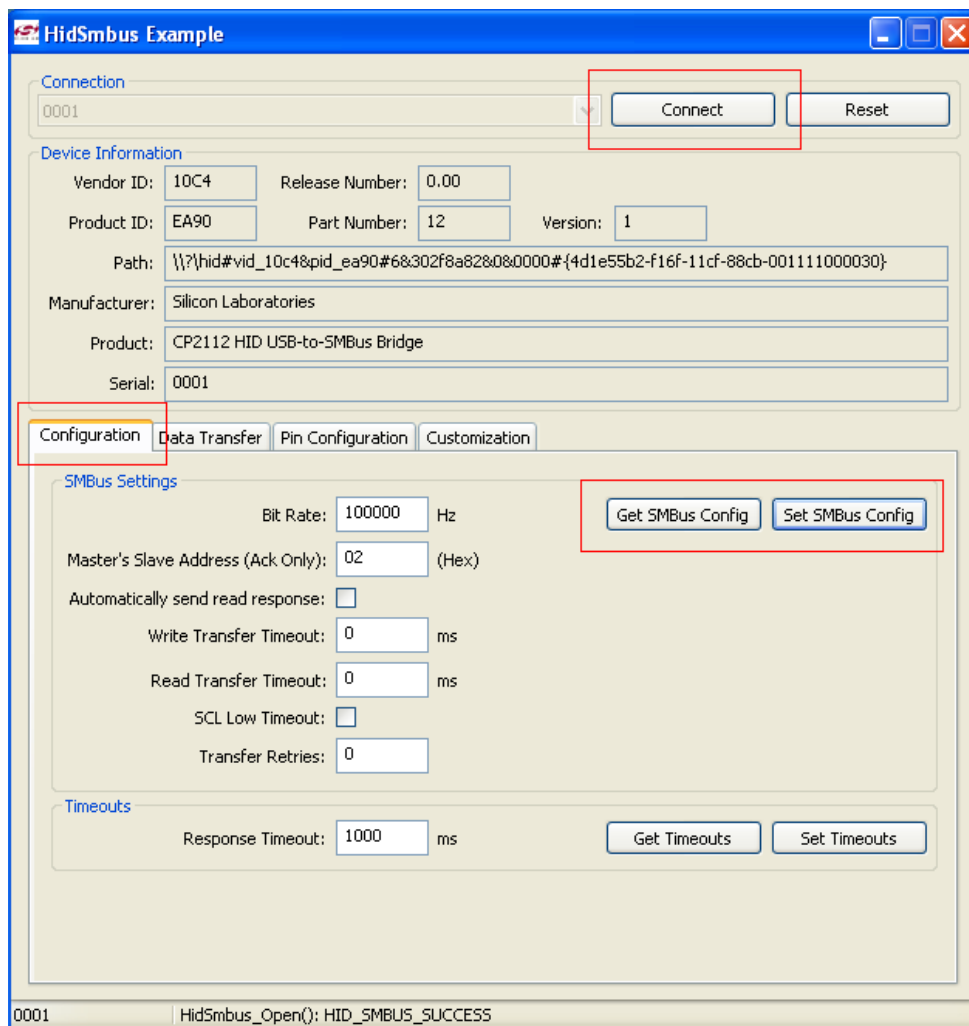 HidSmbus Example
Connection
0001 Connect Reset
Device Information
Vendor ID: 10C4 Release Number: 0.00
Product ID: EA90 Part Number: 12 Version: 1
Path: \\?\hid#vid_10c4&pid_ea90#6&302f8a82&0&0000#{4d1e55b2-f16f-11cf-88cb-001111000030}
Manufacturer: Silicon Laboratories
Product: CP2112 HID USB-to-SMBus Bridge
Serial: 0001
Configuration Data Transfer Pin Configuration Customization
SMBus Settings
Bit Rate: 100000 Hz Get SMBus Config Set SMBus Config
Master's Slave Address (Ack Only): 02 (Hex)
Automatically send read response:
Write Transfer Timeout: 0 ms
Read Transfer Timeout: 0 ms
SCL Low Timeout:
Transfer Retries: 0
Timeouts
Response Timeout: 1000 ms Get Timeouts Set Timeouts
0001 HidSmbus_Open(): HID_SMBUS_SUCCESS